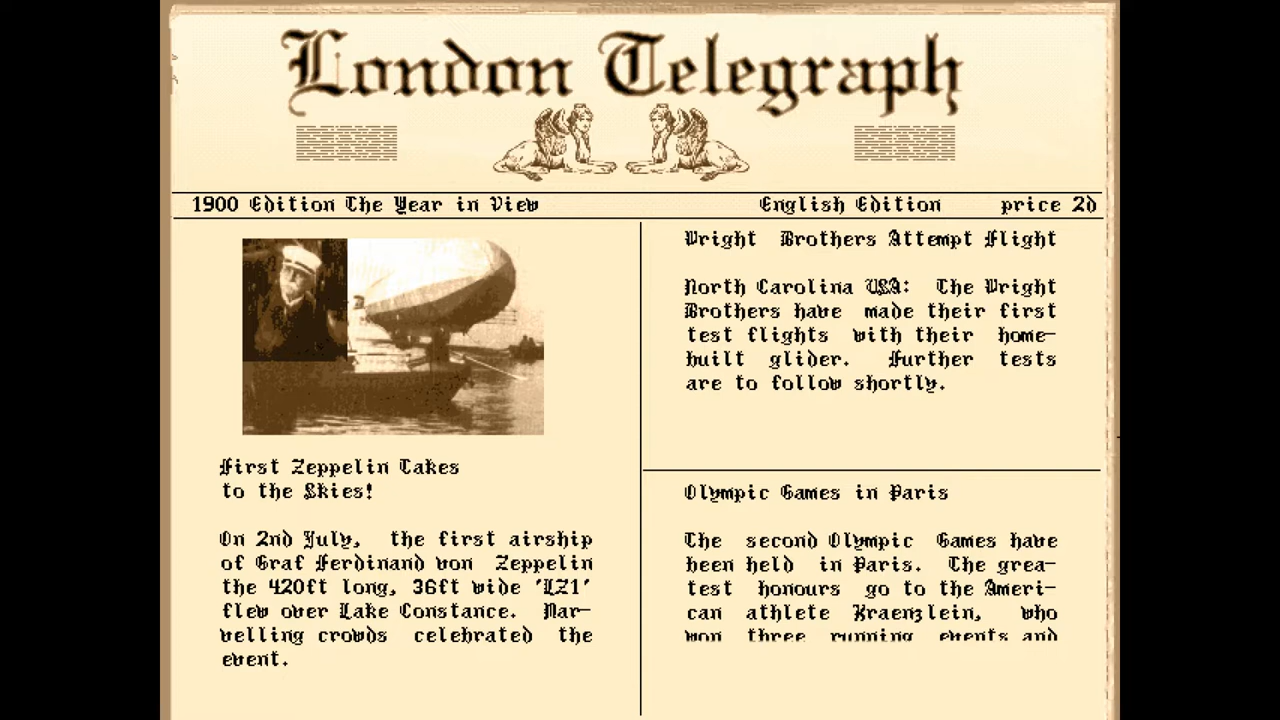 London Telegraph
1900 Edition The Year in View
English Edition price 2d
First Zeppelin Takes
to the Skies!
On 2nd July, the first airship
of Graf Ferdinand von Zeppelin
the 420ft long, 36ft wide 'LZ1'
flew over Lake Constance. Mar-
velling crowds celebrated the
event.
Wright Brothers Attempt Flight
North Carolina USA: The Wright
Brothers have made their first
test flights with their home-
built glider. Further tests
are to follow shortly.
Olympic Games in Paris
The second Olympic Games have
been held in Paris. The grea-
test honours go to the Ameri-
can athlete Kraenzlein, who
won three running events and